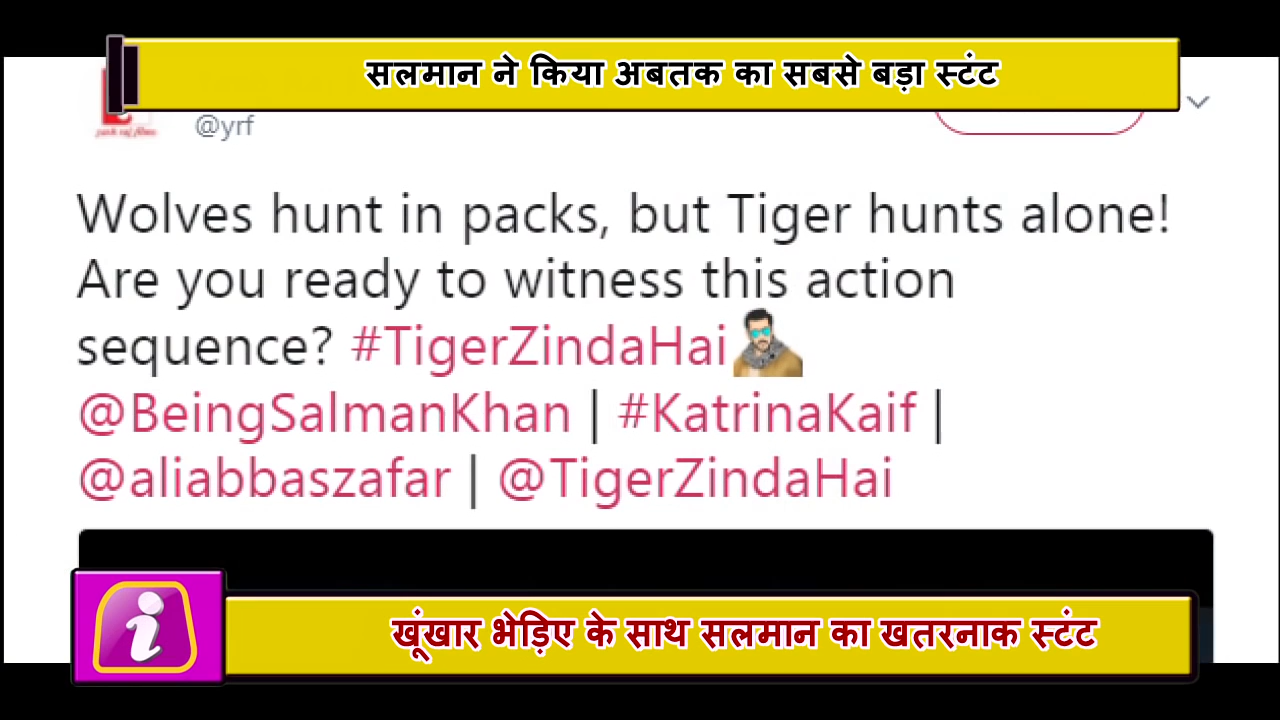 सलमान ने किया अबतक का सबसे बड़ा स्टंट
@yrf
Wolves hunt in packs, but Tiger hunts alone!
Are you ready to witness this action
sequence? #TigerZindaHai
@BeingSalmanKhan | #KatrinaKaif |
@aliabbaszafar | @TigerZindaHai
खूंखार भेड़िए के साथ सलमान का खतरनाक स्टंट